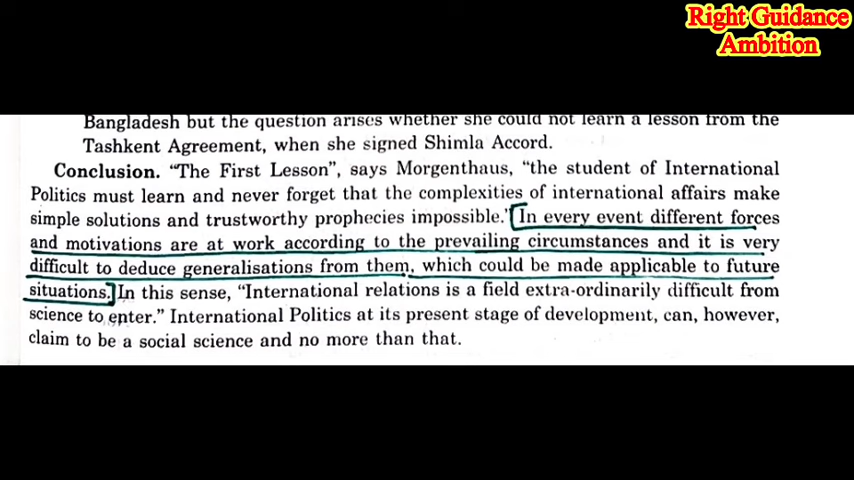 Right Guidance
Ambition
Bangladesh but the question arises whether she could not learn a lesson from the
Tashkent Agreement, when she signed Shimla Accord.
Conclusion. "The First Lesson", says Morgenthaus, "the student of International
Politics must learn and never forget that the complexities of international affairs make
simple solutions and trustworthy prophecies impossible." In every event different forces
and motivations are at work according to the prevailing circumstances and it is very
difficult to deduce generalisations from them, which could be made applicable to future
situations. In this sense, "International relations is a field extra-ordinarily difficult from
science to enter." International Politics at its present stage of development, can, however,
claim to be a social science and no more than that.